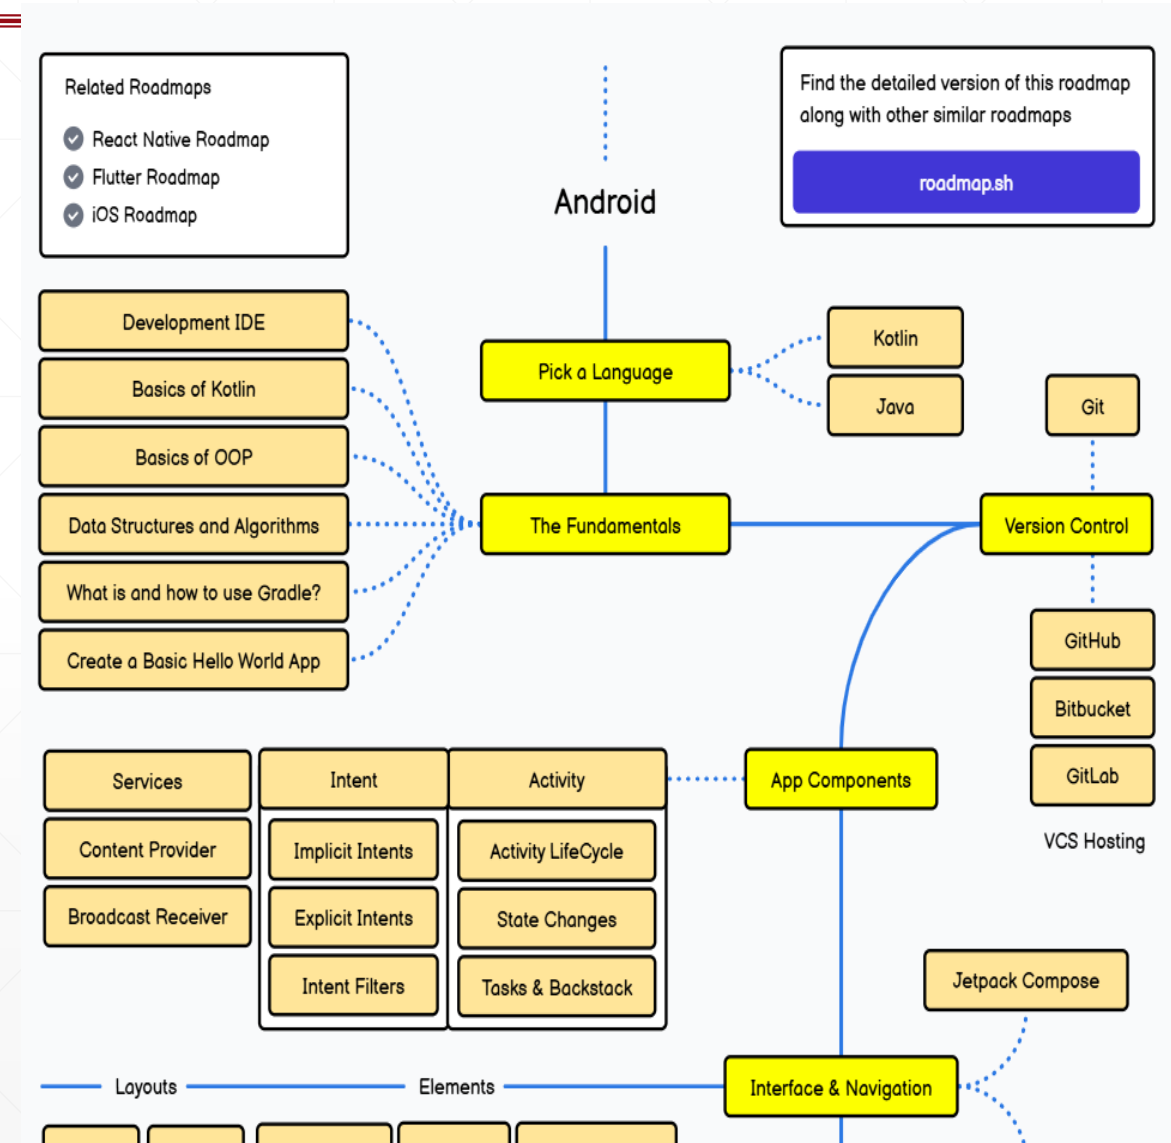 Related Roadmaps
React Native Roadmap
Flutter Roadmap
iOS Roadmap
Find the detailed version of this roadmap
along with other similar roadmaps
roadmap.sh
Android
Development IDE
Basics of Kotlin
Basics of OOP
Data Structures and Algorithms
What is and how to use Gradle?
Create a Basic Hello World App
Pick a Language
Kotlin
Java
The Fundamentals
Git
Version Control
GitHub
Bitbucket
GitLab
VCS Hosting
Services
Content Provider
Broadcast Receiver
Intent
Implicit Intents
Explicit Intents
Intent Filters
Activity
Activity LifeCycle
State Changes
Tasks & Backstack
App Components
Jetpack Compose
Layouts
Elements
Interface & Navigation